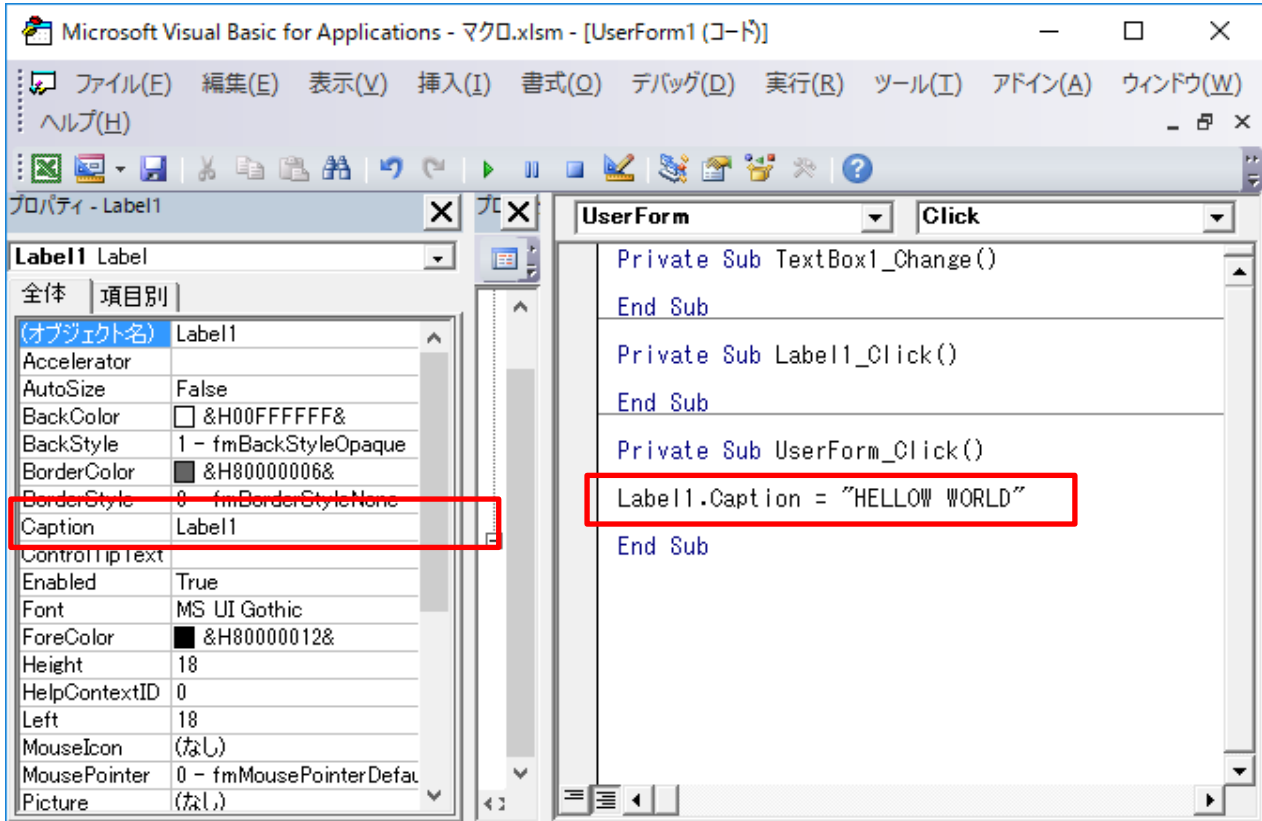 Microsoft Visual Basic for Applications - マクロ.xlsm - [UserForm1 (コード)]
ファイル(F) 編集(E) 表示(V) 挿入(I) 書式(O) デバッグ(D) 実行(R) ツール(T) アドイン(A) ウィンドウ(W)
ヘルプ(H)
プロパティ - Label1
Label1 Label
全体 項目別
(オブジェクト名) Label1
Accelerator
AutoSize False
BackColor &H00FFFFFF&
BackStyle 1 - fmBackStyleOpaque
BorderColor &H80000006&
BorderStyle 0 - fmBorderStyleNone
Caption Label1
ControlTipText
Enabled True
Font MS UI Gothic
ForeColor &H80000012&
Height 18
HelpContextID 0
Left 18
MouseIcon (なし)
MousePointer 0 - fmMousePointerDefau
Picture (なし)
UserForm Click
Private Sub TextBox1_Change()
End Sub
Private Sub Label1_Click()
End Sub
Private Sub UserForm_Click()
Label1.Caption = "HELLOW WORLD"
End Sub